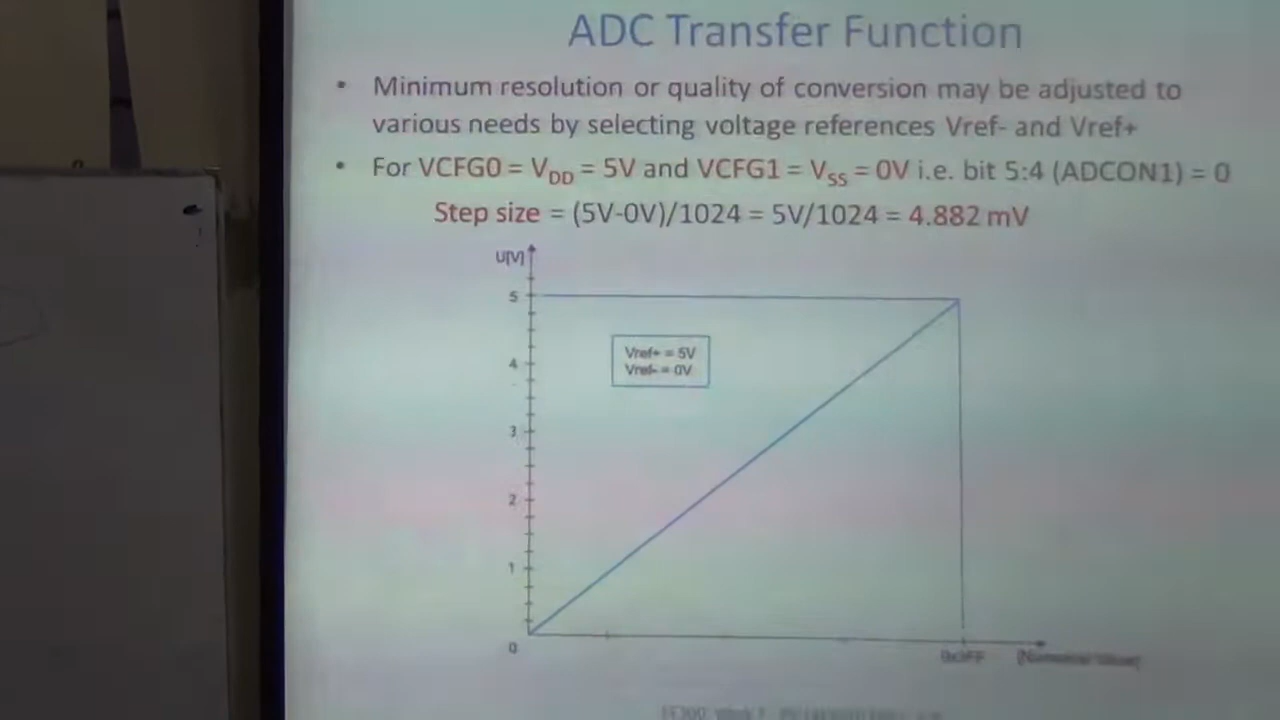 ADC Transfer Function
• Minimum resolution or quality of conversion may be adjusted to
various needs by selecting voltage references Vref- and Vref+
• For VCFG0 = VDD = 5V and VCFG1 = VSS = 0V i.e. bit 5:4 (ADCON1) = 0
Step size = (5V-0V)/1024 = 5V/1024 = 4.882 mV
U[V]
5
Vref+ = 5V
Vref- = 0V
4
3
2
1
0